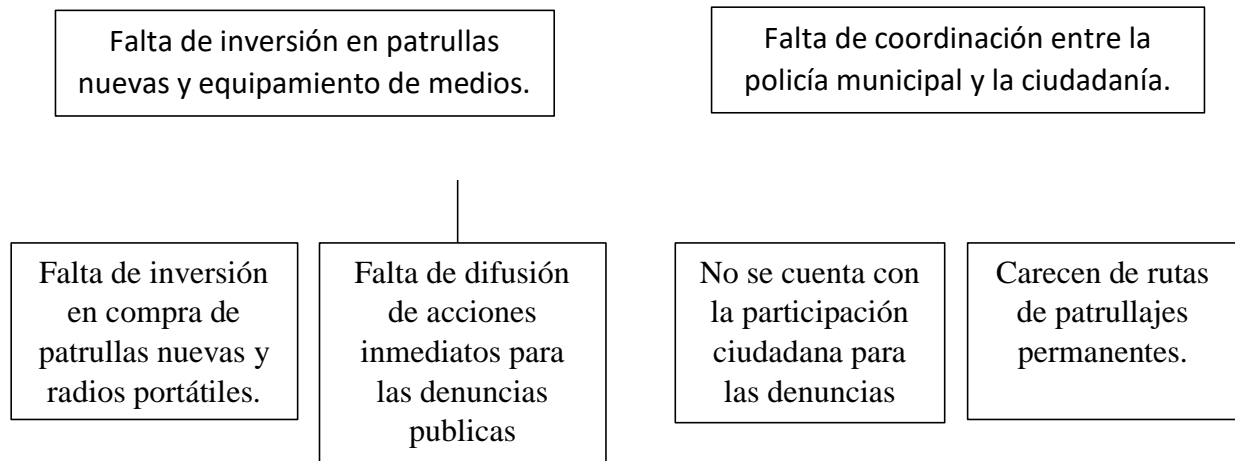 Falta de inversión en patrullas
nuevas y equipamiento de medios.
Falta de coordinación entre la
policía municipal y la ciudadanía.
Falta de inversión
en compra de
patrullas nuevas y
radios portátiles.
Falta de difusión
de acciones
inmediatos para
las denuncias
publicas
No se cuenta con
la participación
ciudadana para
las denuncias
Carecen de rutas
de patrullajes
permanentes.